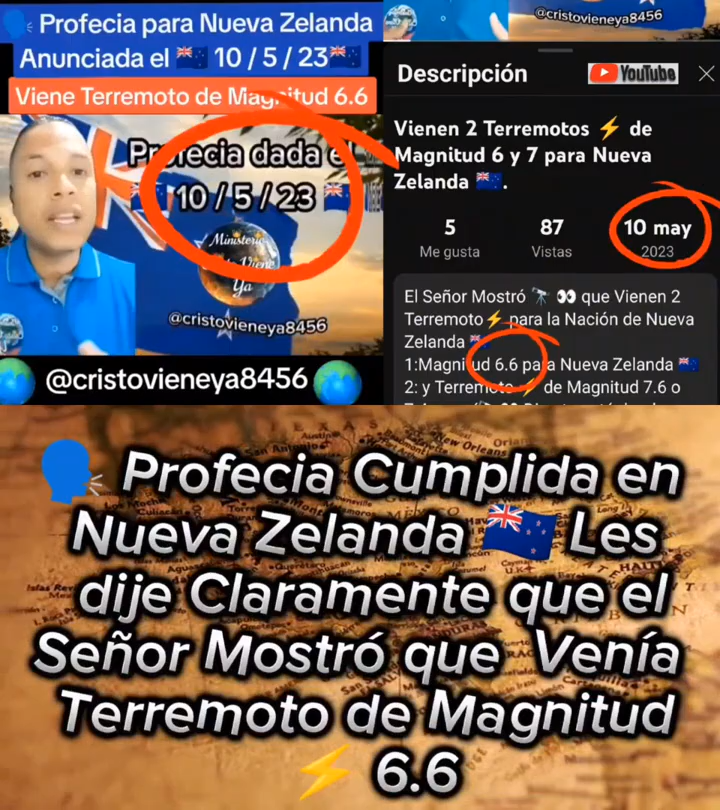 🗣 Profecia para Nueva Zelanda
Anunciada el 🇳🇿 10 / 5 / 23🇳🇿
Viene Terremoto de Magnitud 6.6
Profecia dada el
10 / 5 / 23
Ministerio
Viene
Ya
@cristovieneya8456
@cristovieneya8456
@cristovieneya8456
Descripción
YouTube
Vienen 2 Terremotos ⚡ de
Magnitud 6 y 7 para Nueva
Zelanda 🇳🇿.
5
Me gusta
87
Vistas
10 may
2023
El Señor Mostró 🔭 👀 que Vienen 2
Terremoto⚡ para la Nación de Nueva
Zelanda 🇳🇿
1:Magnitud 6.6 para Nueva Zelanda 🇳🇿
2: y Terremoto ⚡ de Magnitud 7.6 o
🗣 Profecia Cumplida en
Nueva Zelanda 🇳🇿 Les
dije Claramente que el
Señor Mostró que Venía
Terremoto de Magnitud
⚡ 6.6